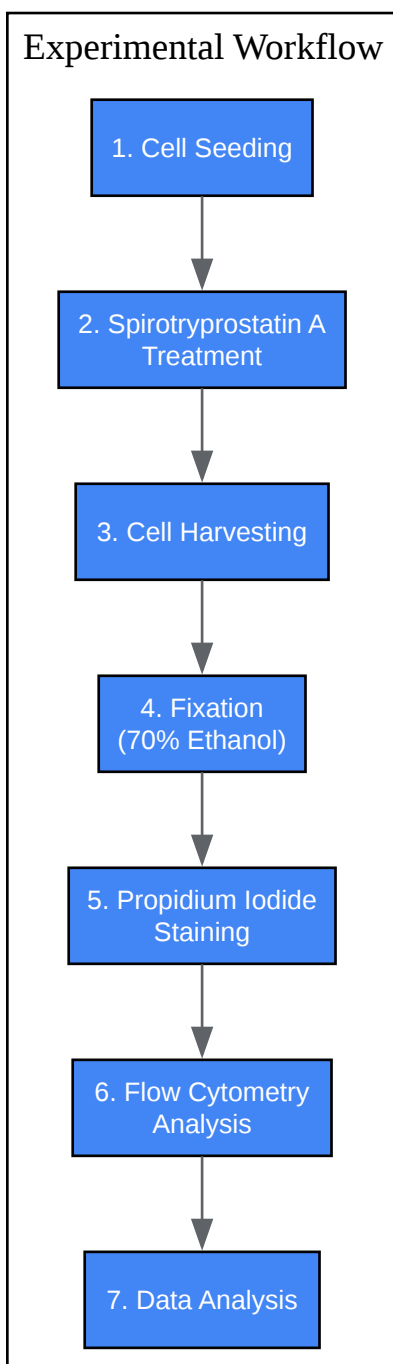 Experimental Workflow
1. Cell Seeding
2. Spirotryprostatin A
Treatment
3. Cell Harvesting
4. Fixation
(70% Ethanol)
5. Propidium Iodide
Staining
6. Flow Cytometry
Analysis
7. Data Analysis